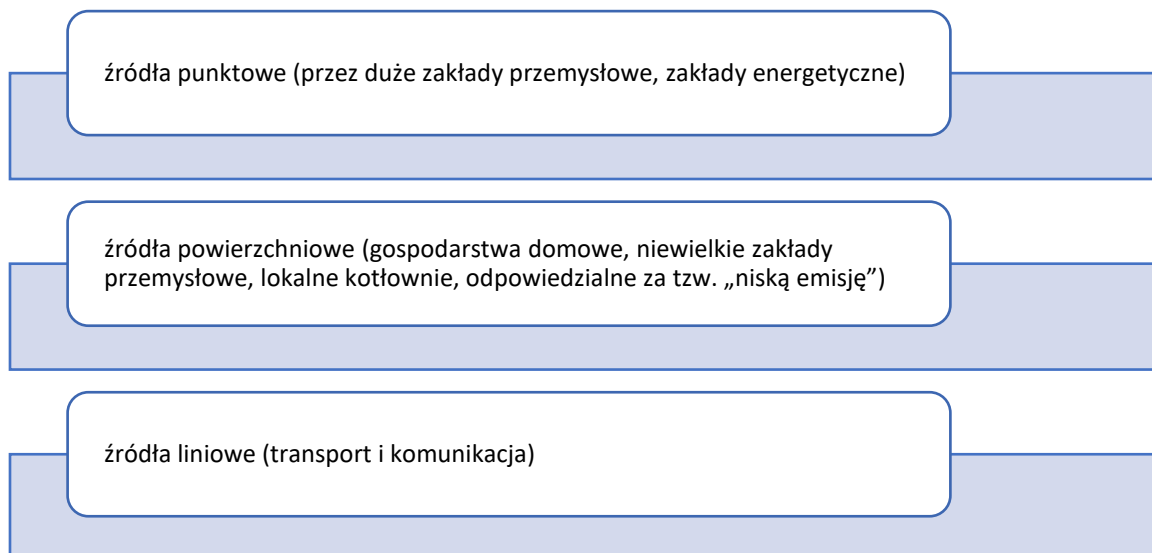 źródła punktowe (przez duże zakłady przemysłowe, zakłady energetyczne)
źródła powierzchniowe (gospodarstwa domowe, niewielkie zakłady
przemysłowe, lokalne kotłownie, odpowiedzialne za tzw. „niską emisję”)
źródła liniowe (transport i komunikacja)